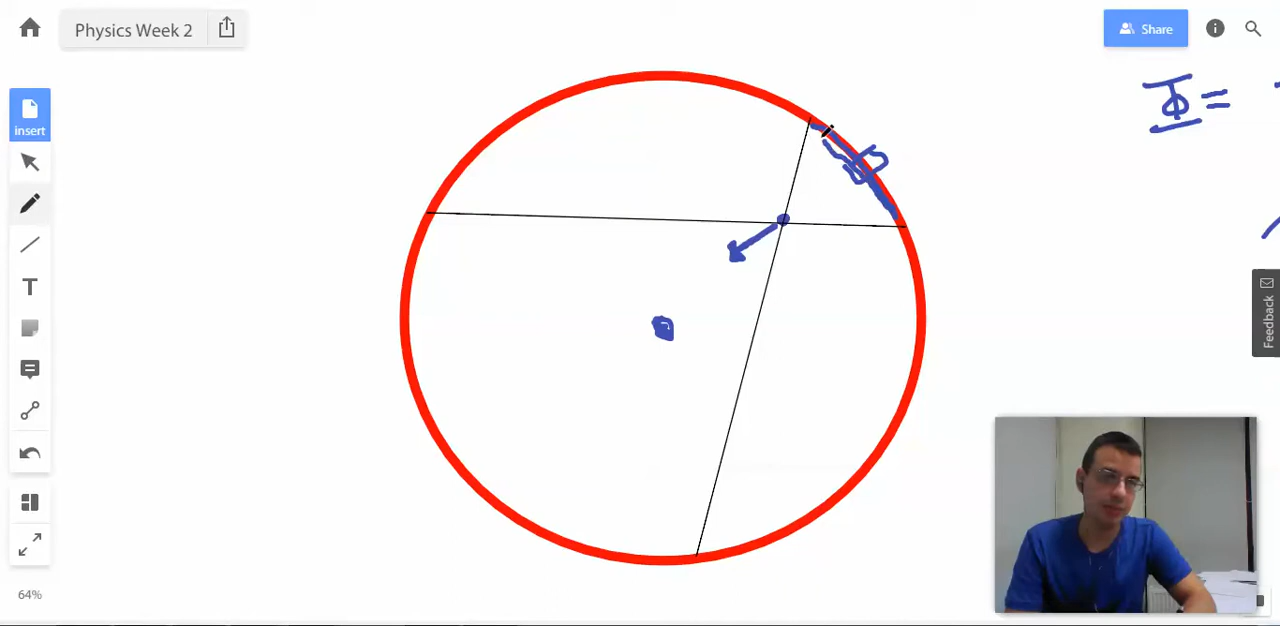 Physics Week 2
Share
insert
Φ =
T
Feedback
64%